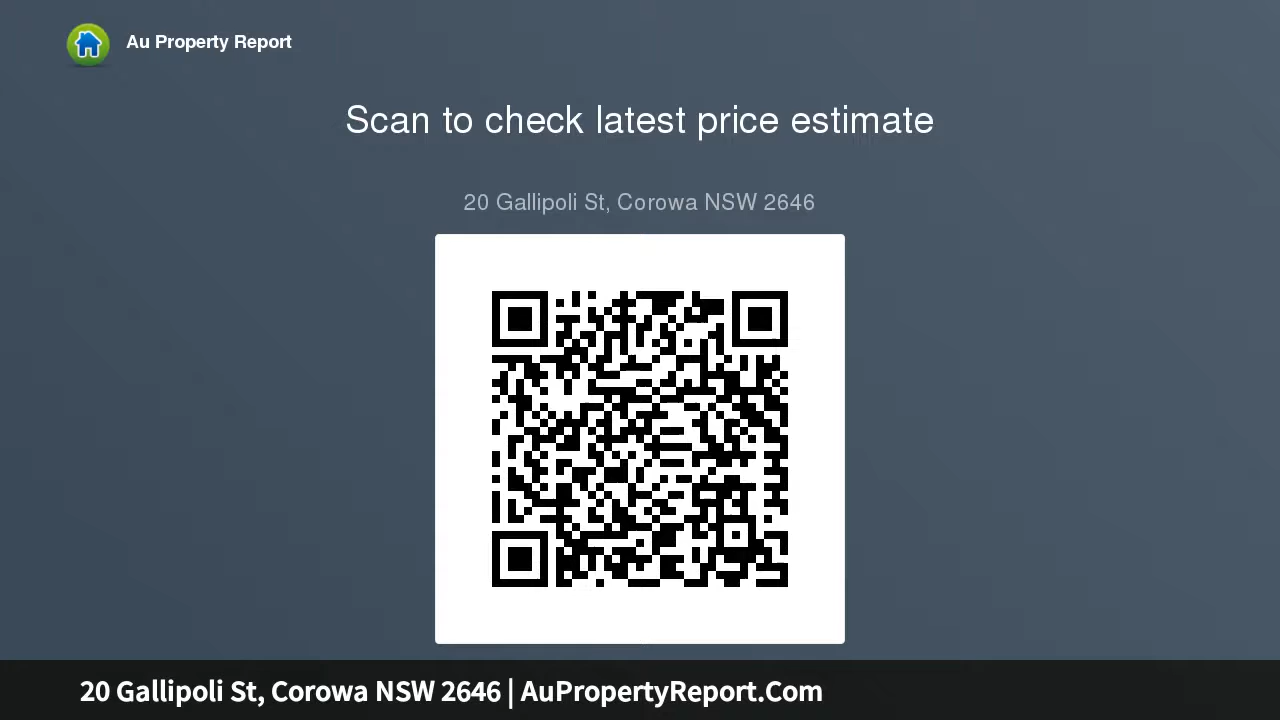 Au Property Report
Scan to check latest price estimate
20 Gallipoli St, Corowa NSW 2646
20 Gallipoli St, Corowa NSW 2646 | AuPropertyReport.Com